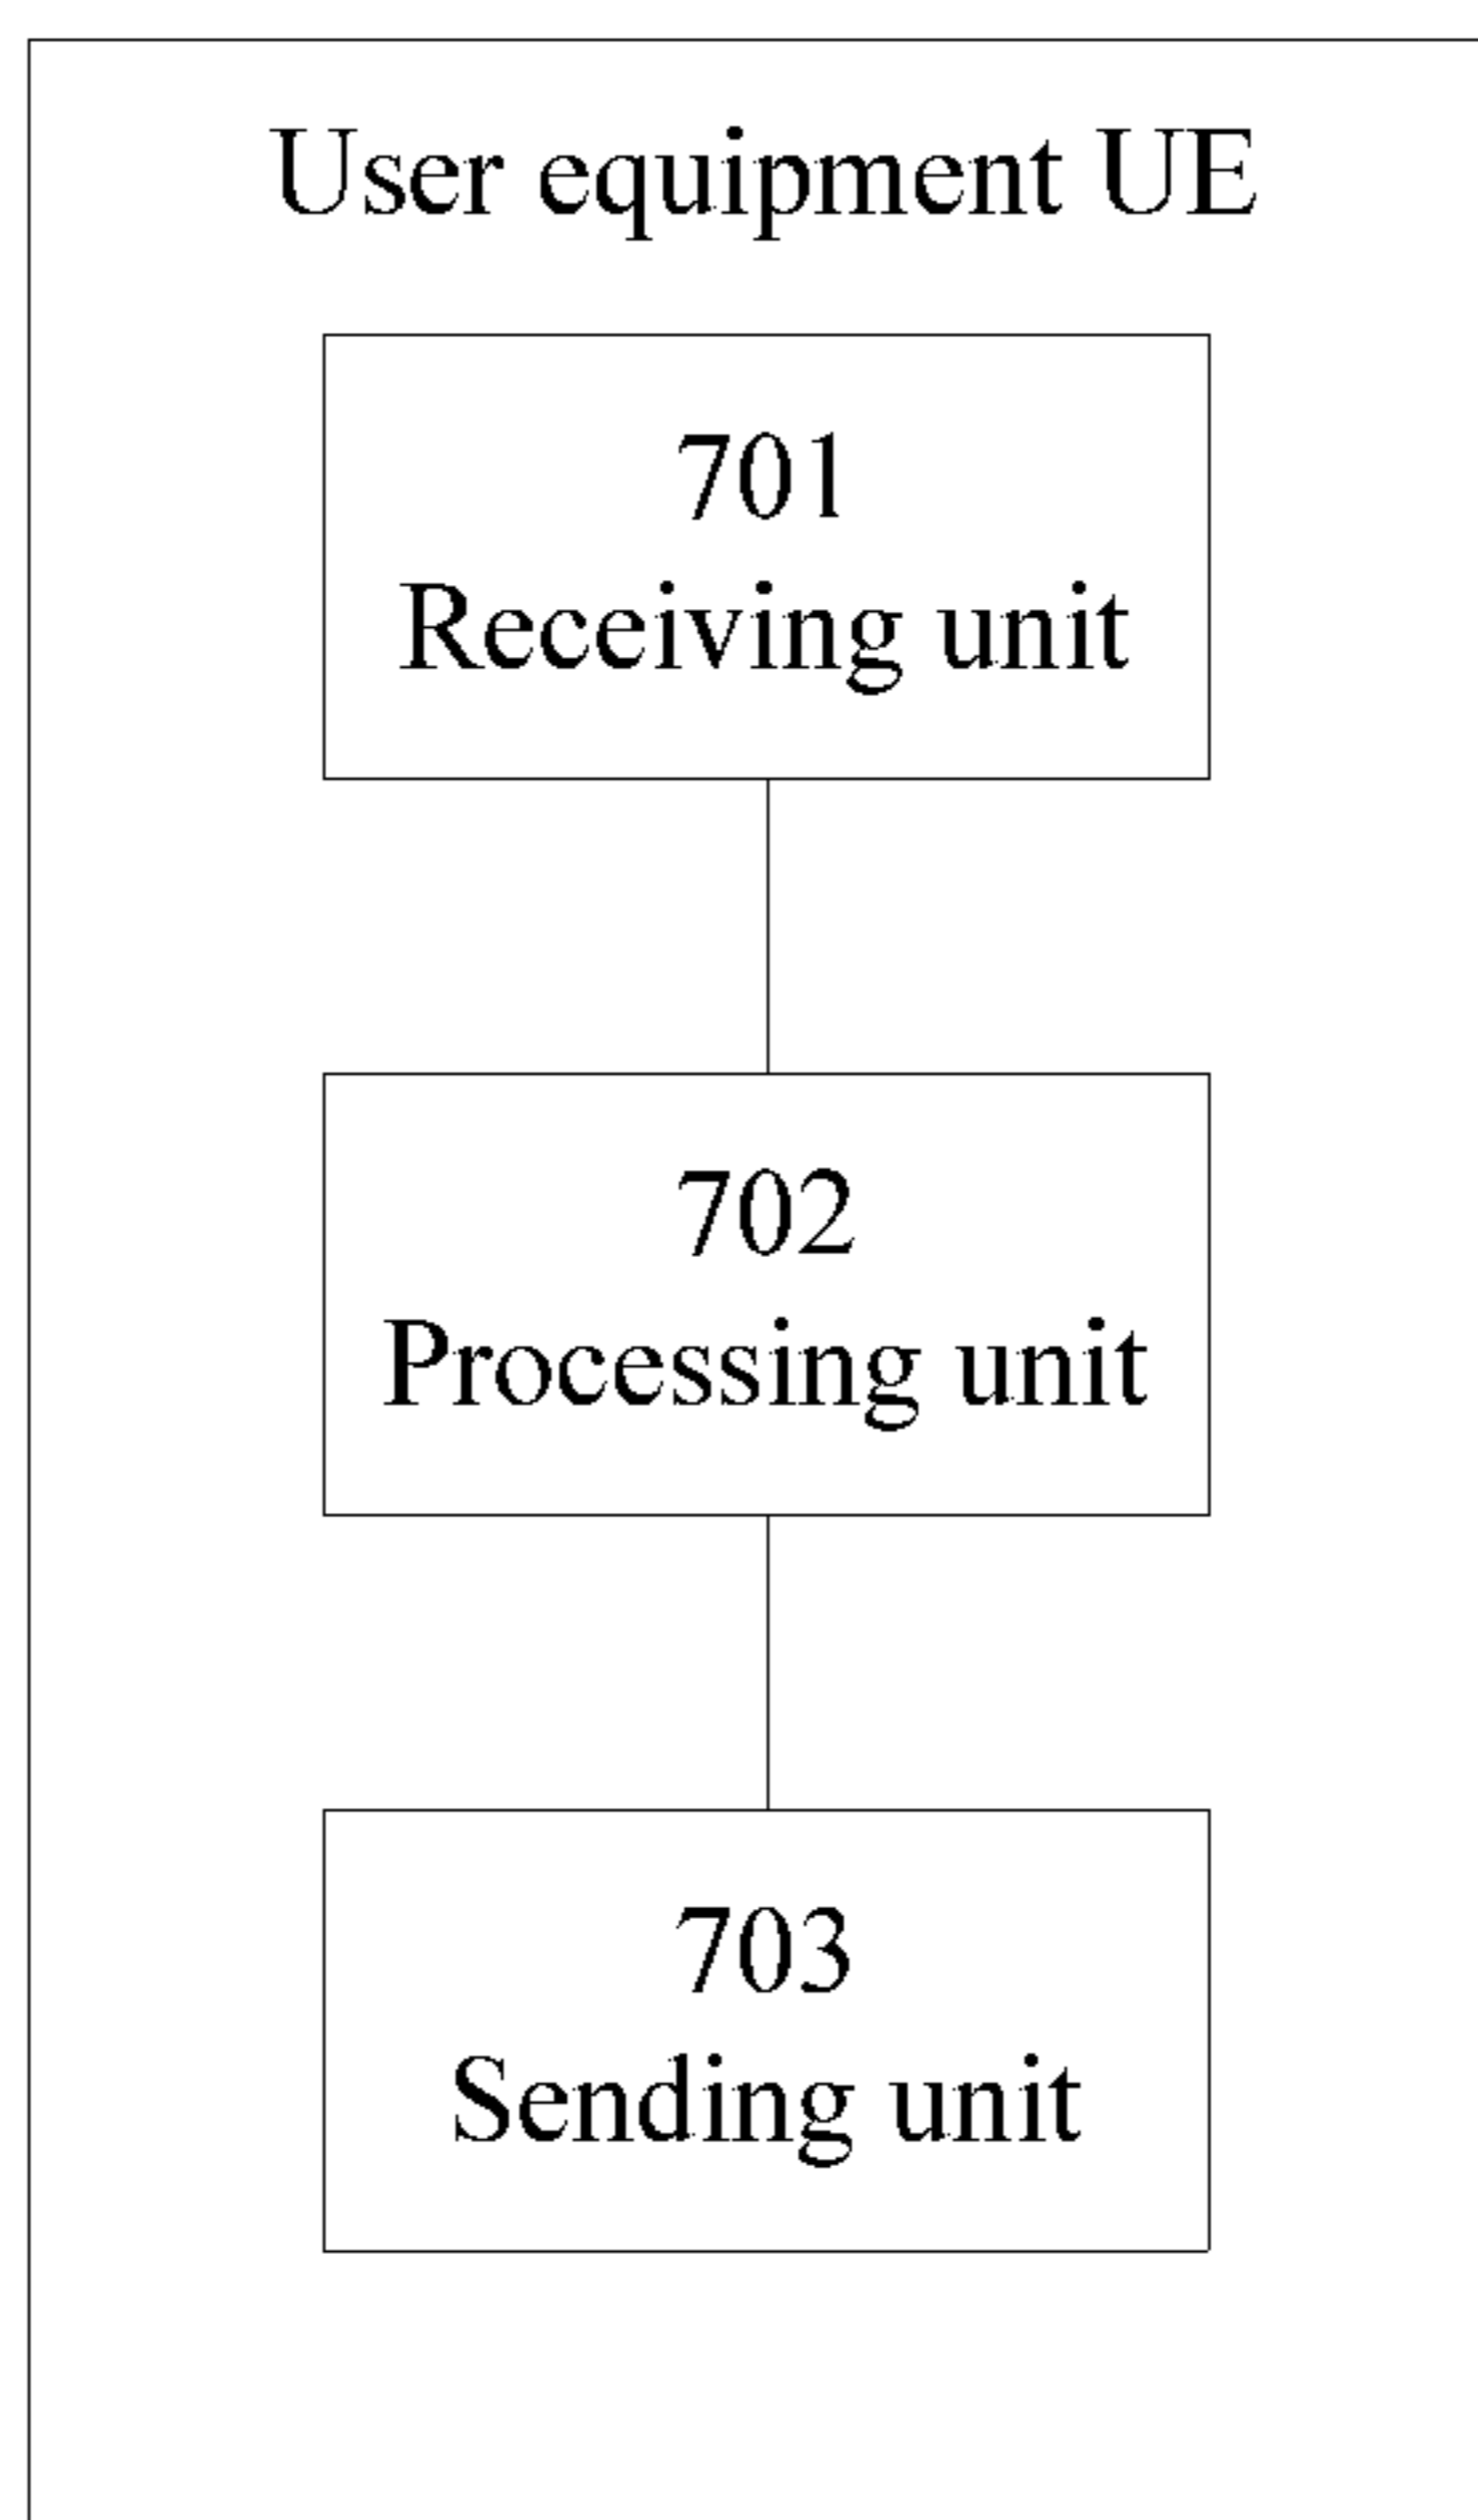 User equipment UE
701
Receiving unit
702
Processing unit
703
Sending unit